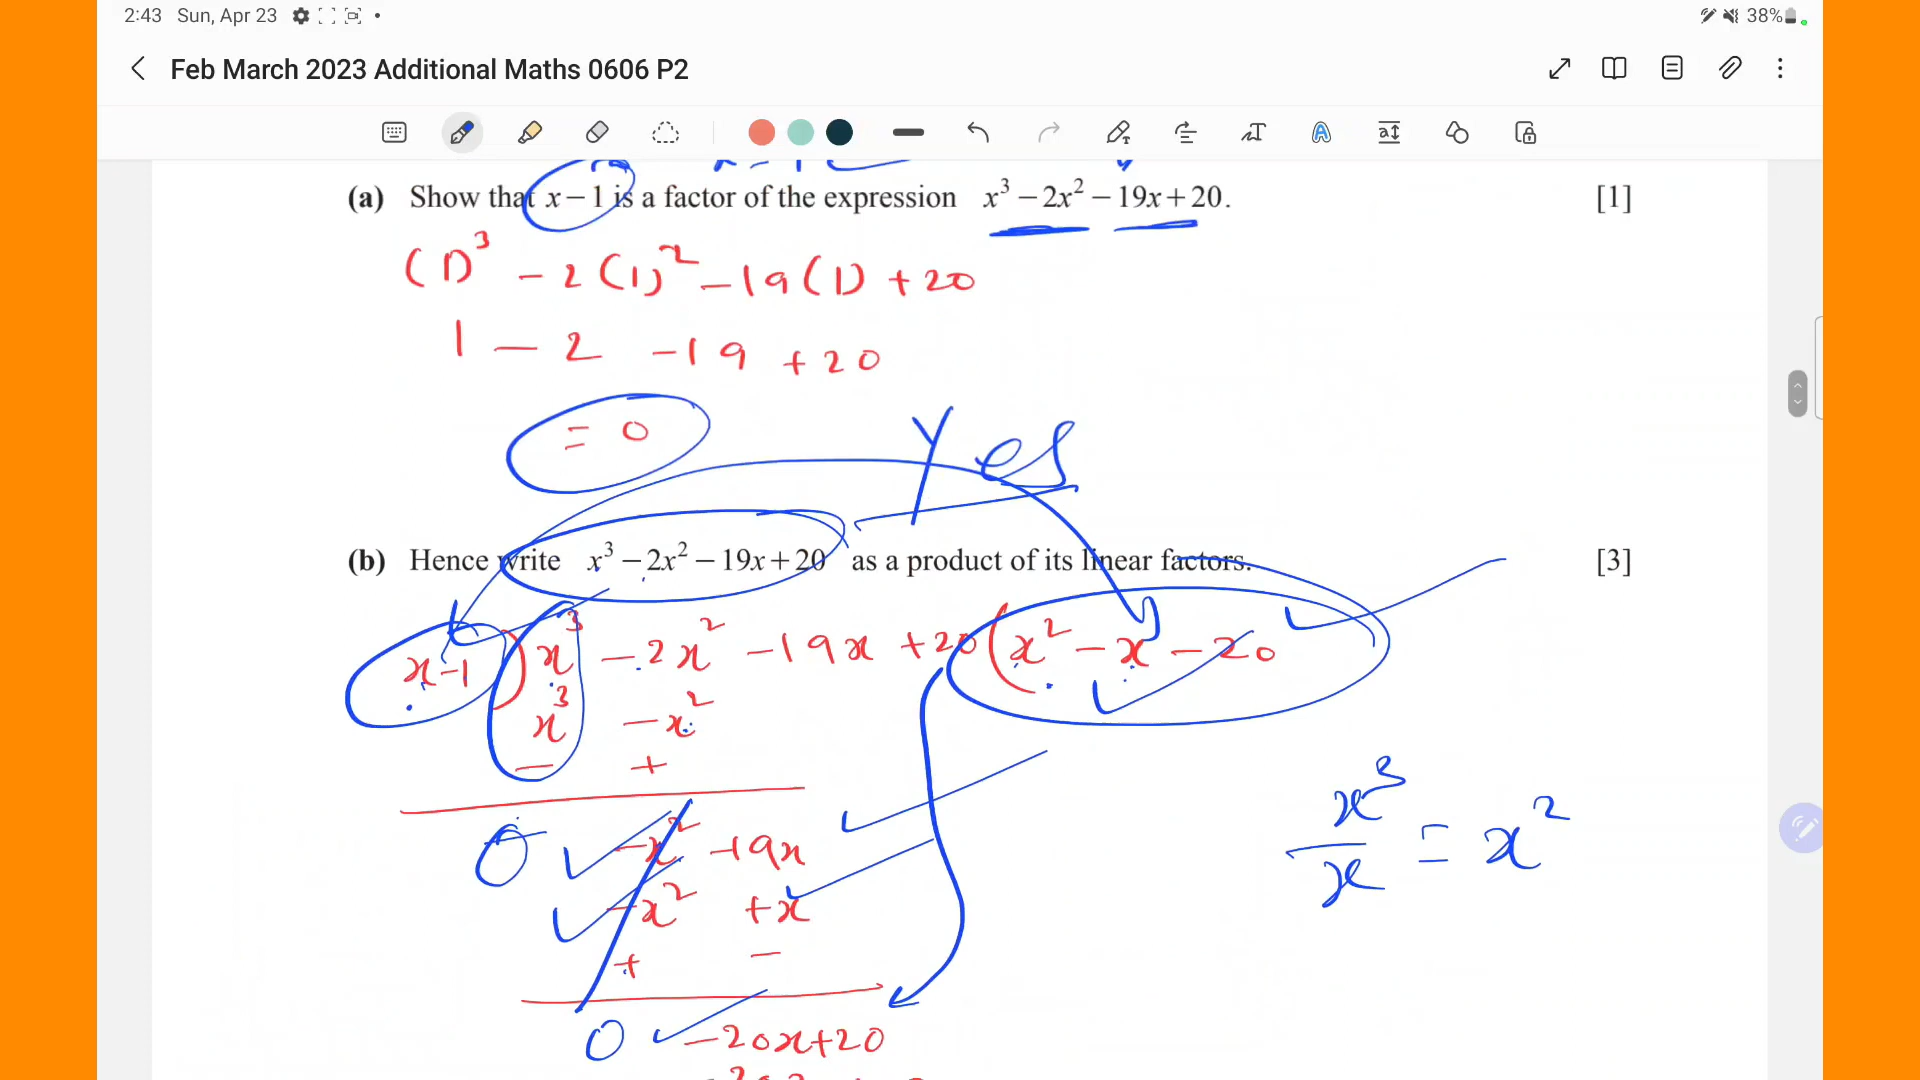 2:43 Sun, Apr 23 38%
Feb March 2023 Additional Maths 0606 P2
(a) Show that x − 1 is a factor of the expression x³ − 2x² − 19x + 20. [1]
(1)³ − 2(1)² − 19(1) + 20
1 − 2 − 19 + 20
= 0
Yes
(b) Hence write x³ − 2x² − 19x + 20 as a product of its linear factors. [3]
x−1) x³ − 2x² − 19x + 20 (x² − x − 20
x³ − x²
− +
x³/x = x²
0 −x² − 19x
−x² + x
+ −
0 −20x + 20